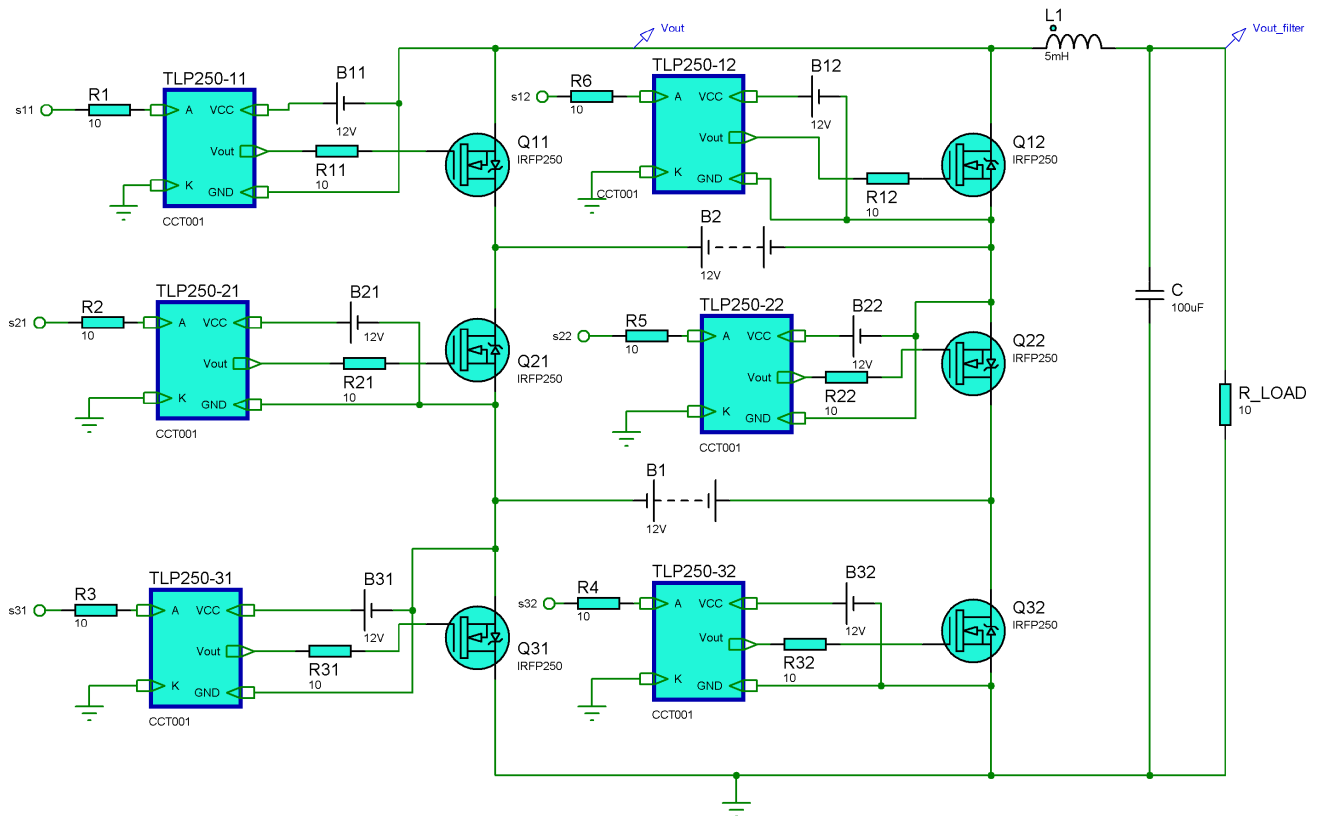 L1
5mH
Vout
Vout_filter
TLP250-11
B11
R1
10
s11
A
VCC
12V
Vout
R11
10
K
GND
CCT001
Q11
IRFP250
TLP250-12
B12
R6
10
s12
A
VCC
12V
Vout
K
GND
CCT001
R12
10
Q12
IRFP250
B2
12V
TLP250-21
B21
R2
10
s21
A
VCC
12V
Vout
R21
10
K
GND
CCT001
Q21
IRFP250
TLP250-22
B22
R5
10
s22
A
VCC
12V
Vout
R22
10
K
GND
CCT001
Q22
IRFP250
C
100uF
R_LOAD
10
B1
12V
TLP250-31
B31
R3
10
s31
A
VCC
12V
Vout
R31
10
K
GND
CCT001
Q31
IRFP250
TLP250-32
B32
R4
10
s32
A
VCC
12V
Vout
R32
10
K
GND
CCT001
Q32
IRFP250